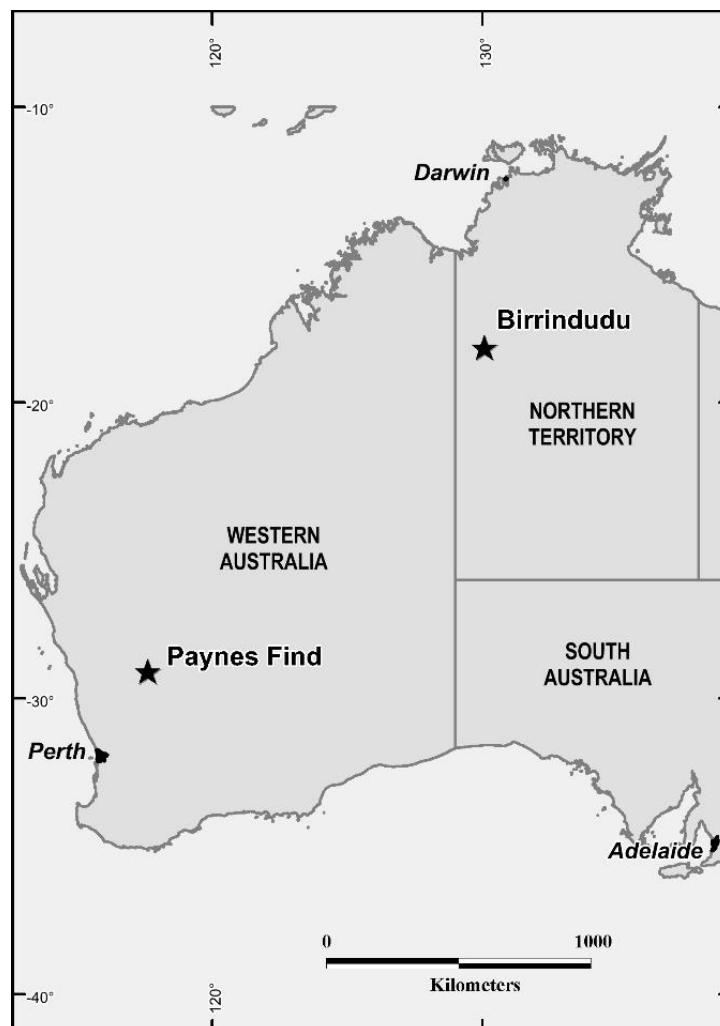 120°
130°
-10°
Darwin
Birrindudu
-20°
NORTHERN
TERRITORY
WESTERN
AUSTRALIA
Paynes Find
SOUTH
AUSTRALIA
-30°
Perth
Adelaide
0 1000
Kilometers
-40°
120°
130°